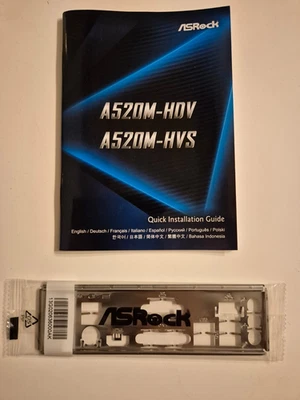 ASRock
A520M-HDV
A520M-HVS
Quick Installation Guide
English / Deutsch / Français / Italiano / Español / Русский / Português / Polski
한국어 / 日本語 / 简体中文 / 繁體中文 / Bahasa Indonesia
ASRock